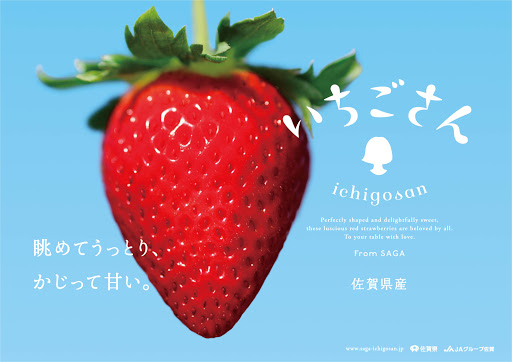 いちごさん
ichigosan
Perfectly shaped and delightfully sweet,
these luscious red strawberries are beloved by all.
To your table with love.
From SAGA
佐賀県産
眺めてうっとり、
かじって甘い。
www.saga-ichigosan.jp 佐賀県 JAグループ佐賀